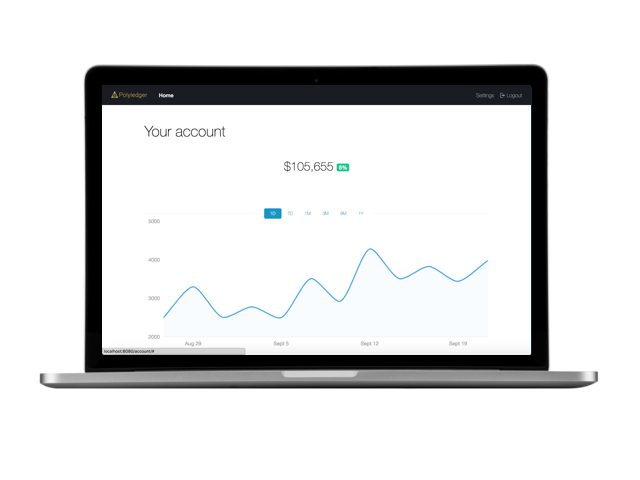 Polyledger Home Settings Logout
Your account
$105,655 6%
1D 7D 1M 3M 6M 1Y
5000
4000
3000
2000
Aug 29 Sept 5 Sept 12 Sept 19
localhost:8080/account/#